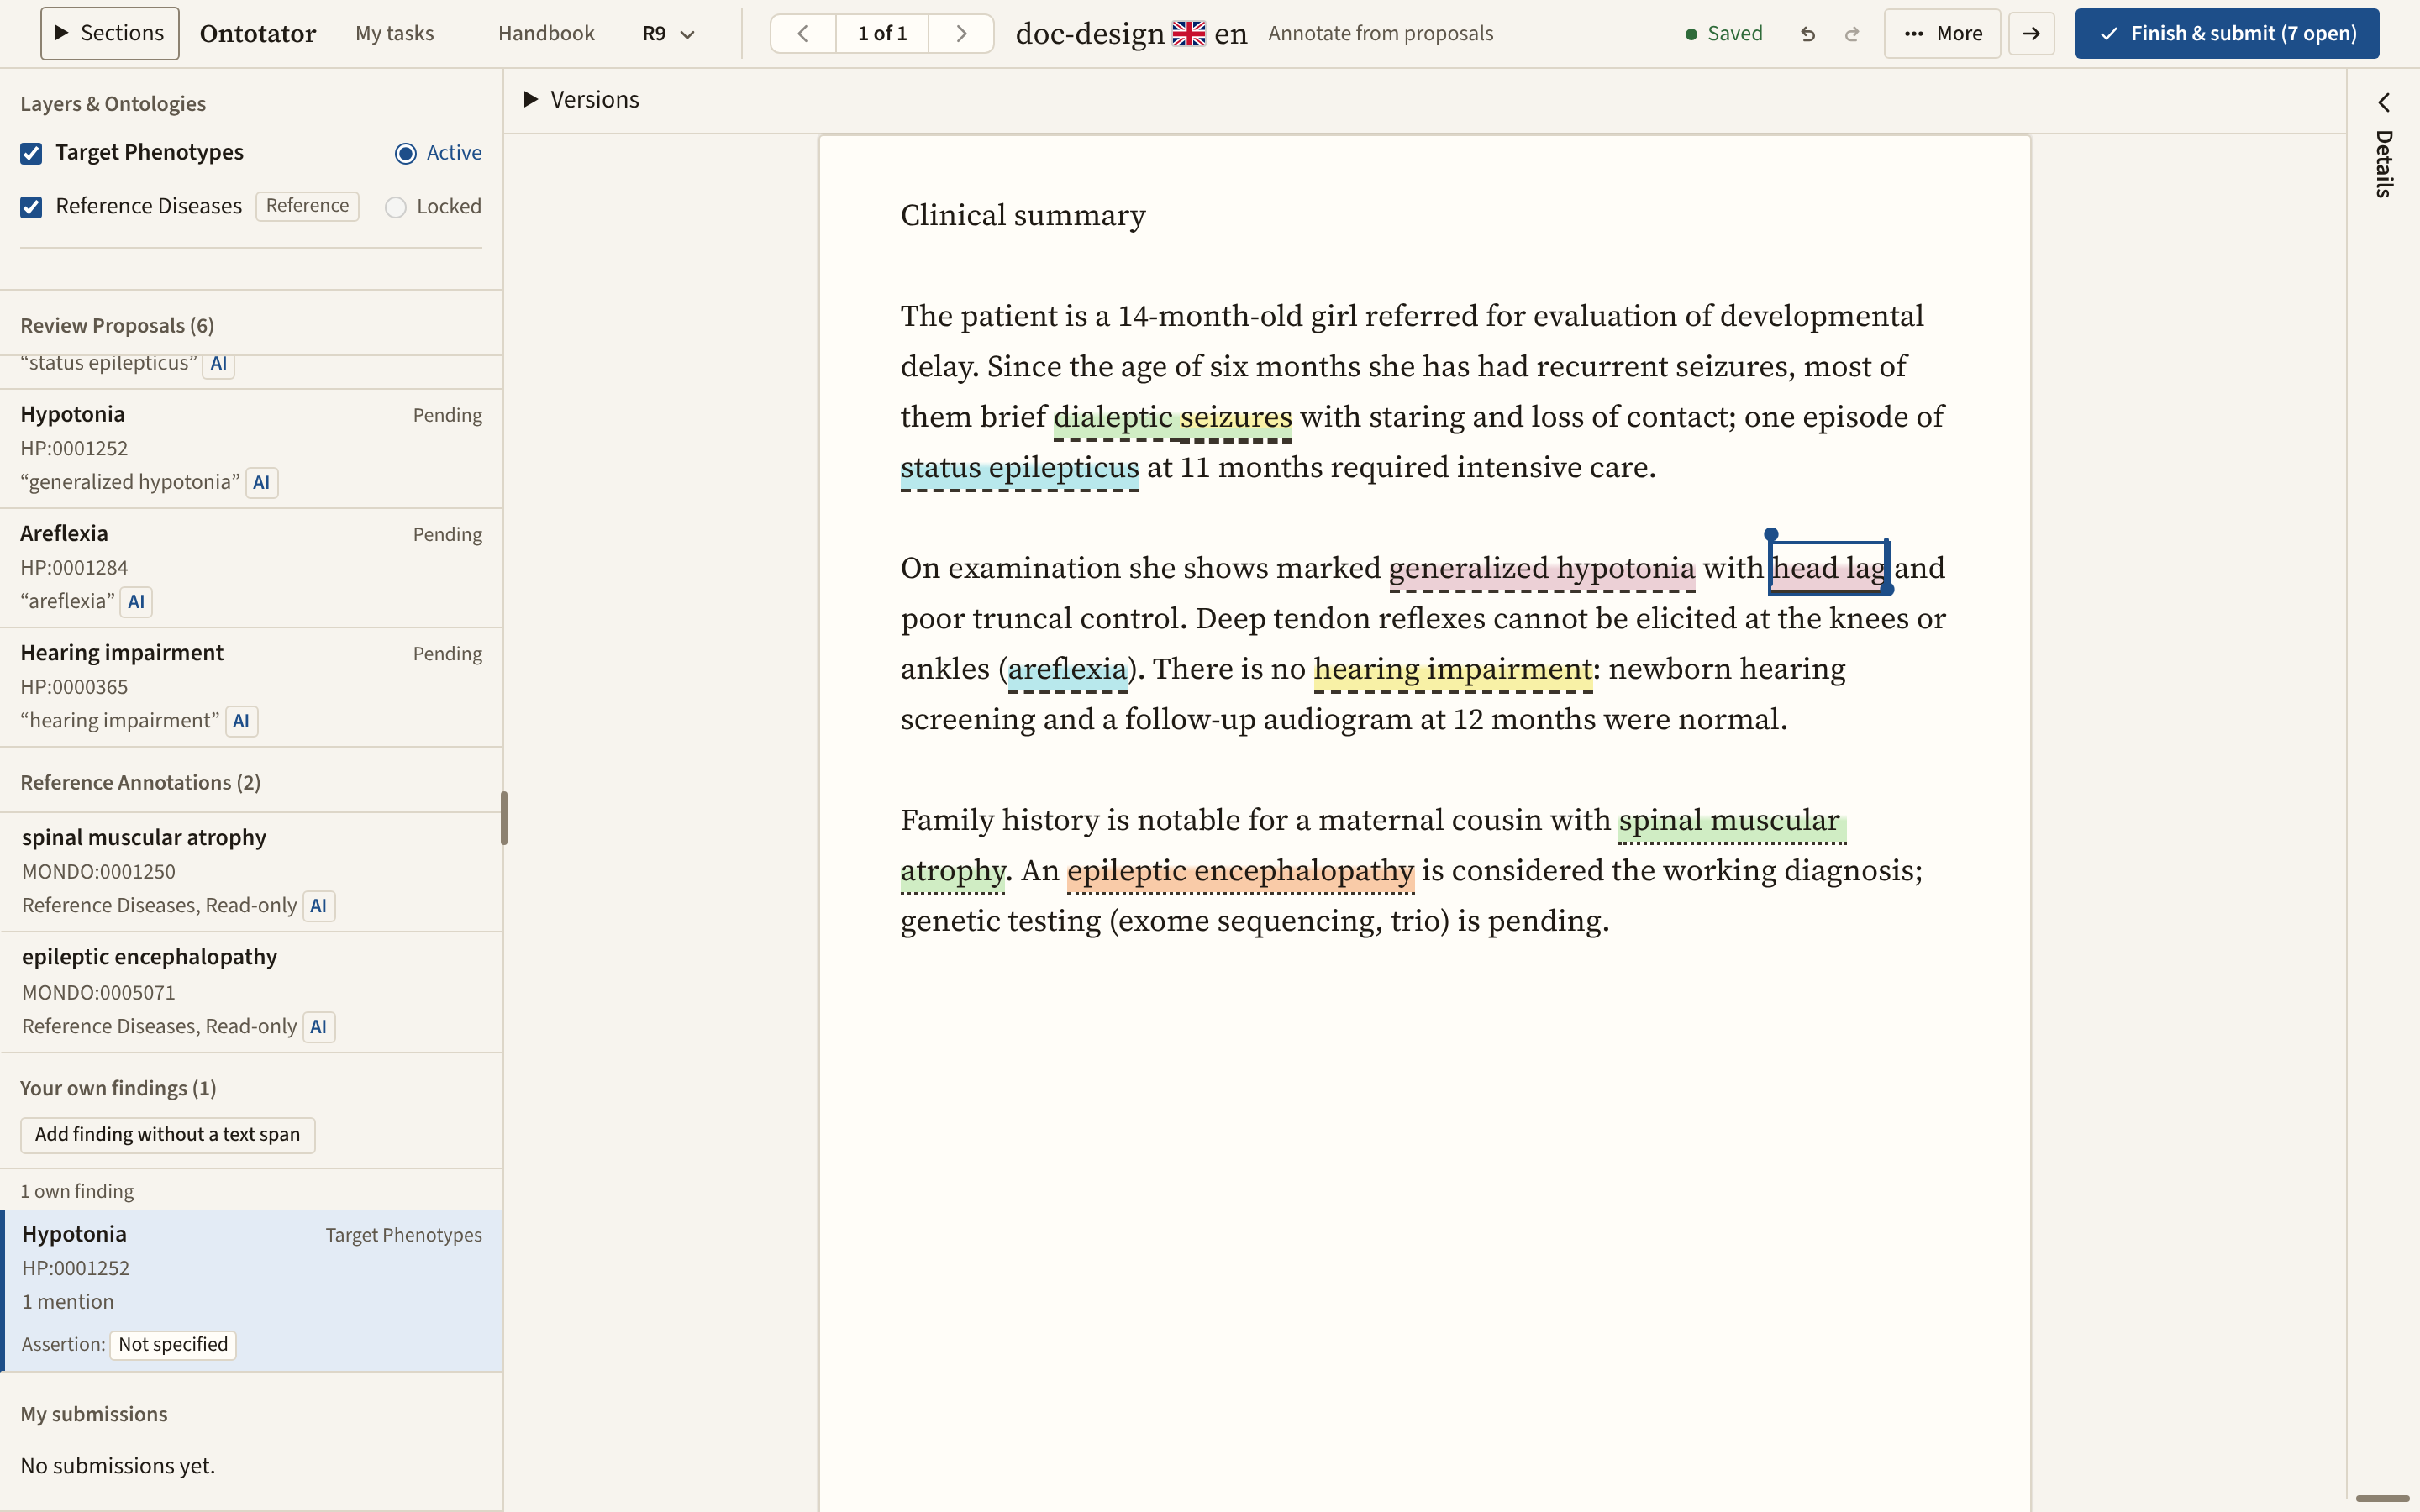 Sections
Ontotator
My tasks
Handbook
R9
1 of 1
doc-design 🇬🇧 en
Annotate from proposals
Saved
More
Finish & submit (7 open)
Layers & Ontologies
Target Phenotypes
Active
Reference Diseases
Reference
Locked
Review Proposals (6)
“status epilepticus” AI
Hypotonia
Pending
HP:0001252
“generalized hypotonia” AI
Areflexia
Pending
HP:0001284
“areflexia” AI
Hearing impairment
Pending
HP:0000365
“hearing impairment” AI
Reference Annotations (2)
spinal muscular atrophy
MONDO:0001250
Reference Diseases, Read-only AI
epileptic encephalopathy
MONDO:0005071
Reference Diseases, Read-only AI
Your own findings (1)
Add finding without a text span
1 own finding
Hypotonia
Target Phenotypes
HP:0001252
1 mention
Assertion: Not specified
My submissions
No submissions yet.
Versions
Clinical summary
The patient is a 14-month-old girl referred for evaluation of developmental
delay. Since the age of six months she has had recurrent seizures, most of
them brief dialeptic seizures with staring and loss of contact; one episode of
status epilepticus at 11 months required intensive care.
On examination she shows marked generalized hypotonia with head lag and
poor truncal control. Deep tendon reflexes cannot be elicited at the knees or
ankles (areflexia). There is no hearing impairment: newborn hearing
screening and a follow-up audiogram at 12 months were normal.
Family history is notable for a maternal cousin with spinal muscular
atrophy. An epileptic encephalopathy is considered the working diagnosis;
genetic testing (exome sequencing, trio) is pending.
Details